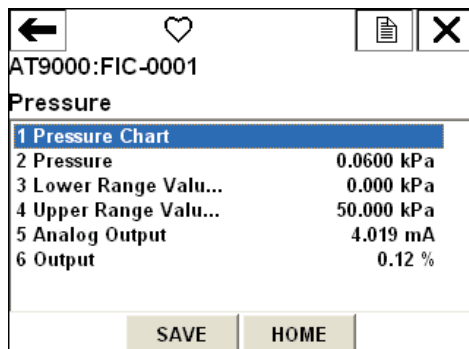 AT9000:FIC-0001
Pressure
1 Pressure Chart
2 Pressure 0.0600 kPa
3 Lower Range Valu... 0.000 kPa
4 Upper Range Valu... 50.000 kPa
5 Analog Output 4.019 mA
6 Output 0.12 %
SAVE HOME